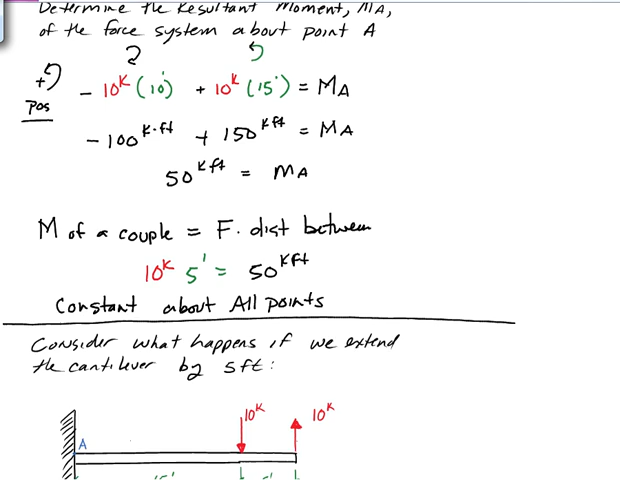 Determine the Resultant Moment, MA,
of the force system about point A
+
pos
- 10K (10') + 10K (15') = MA
- 100 K·ft + 150 K ft = MA
50 K ft = MA
M of a couple = F · dist between
10K 5' = 50 K ft
Constant about All points
Consider what happens if we extend
the cantilever by 5ft:
10K 10K
A